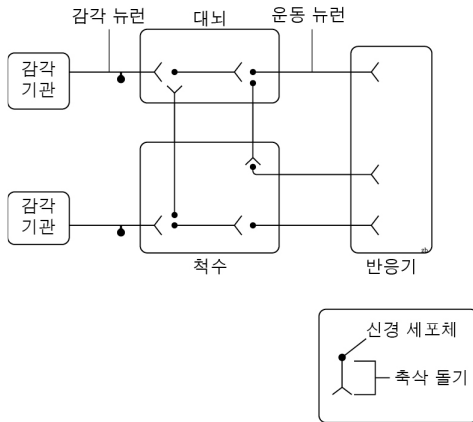 감각 뉴런
대뇌
운동 뉴런
감각
기관
감각
기관
척수
반응기
신경 세포체
축삭 돌기